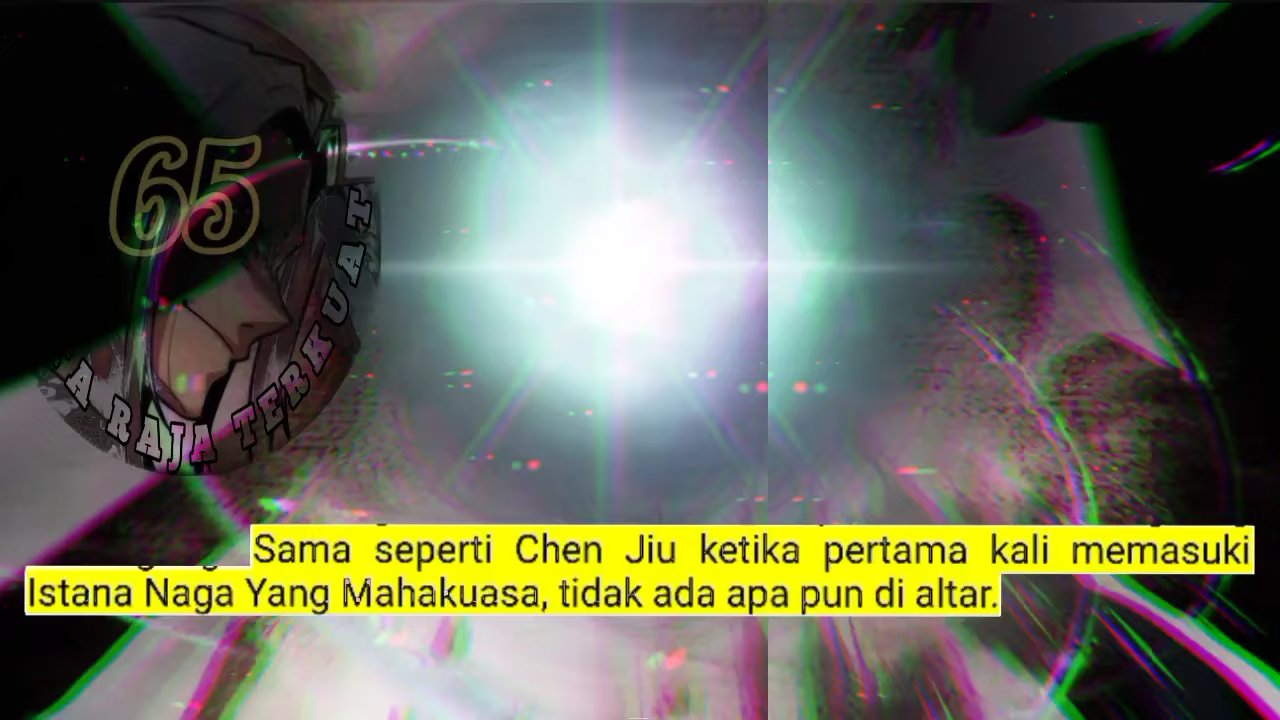 65
A RAJA TERKUAT
Sama seperti Chen Jiu ketika pertama kali memasuki
Istana Naga Yang Mahakuasa, tidak ada apa pun di altar.